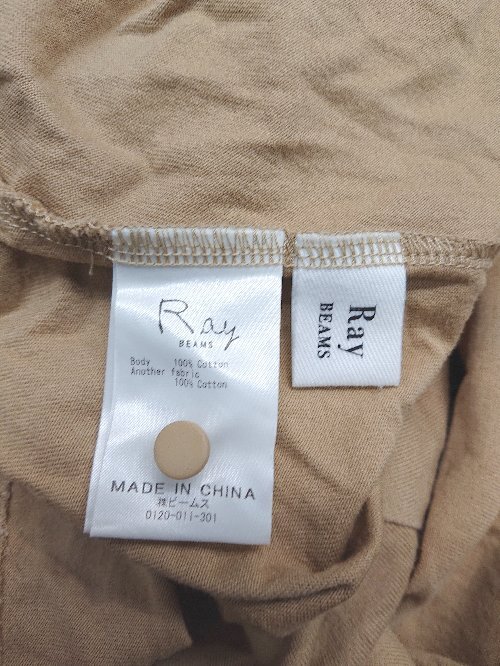 Ray
BEAMS
Body 100% Cotton
Another fabric
100% Cotton
MADE IN CHINA
㈱ビームス
0120-011-301
Ray
BEAMS